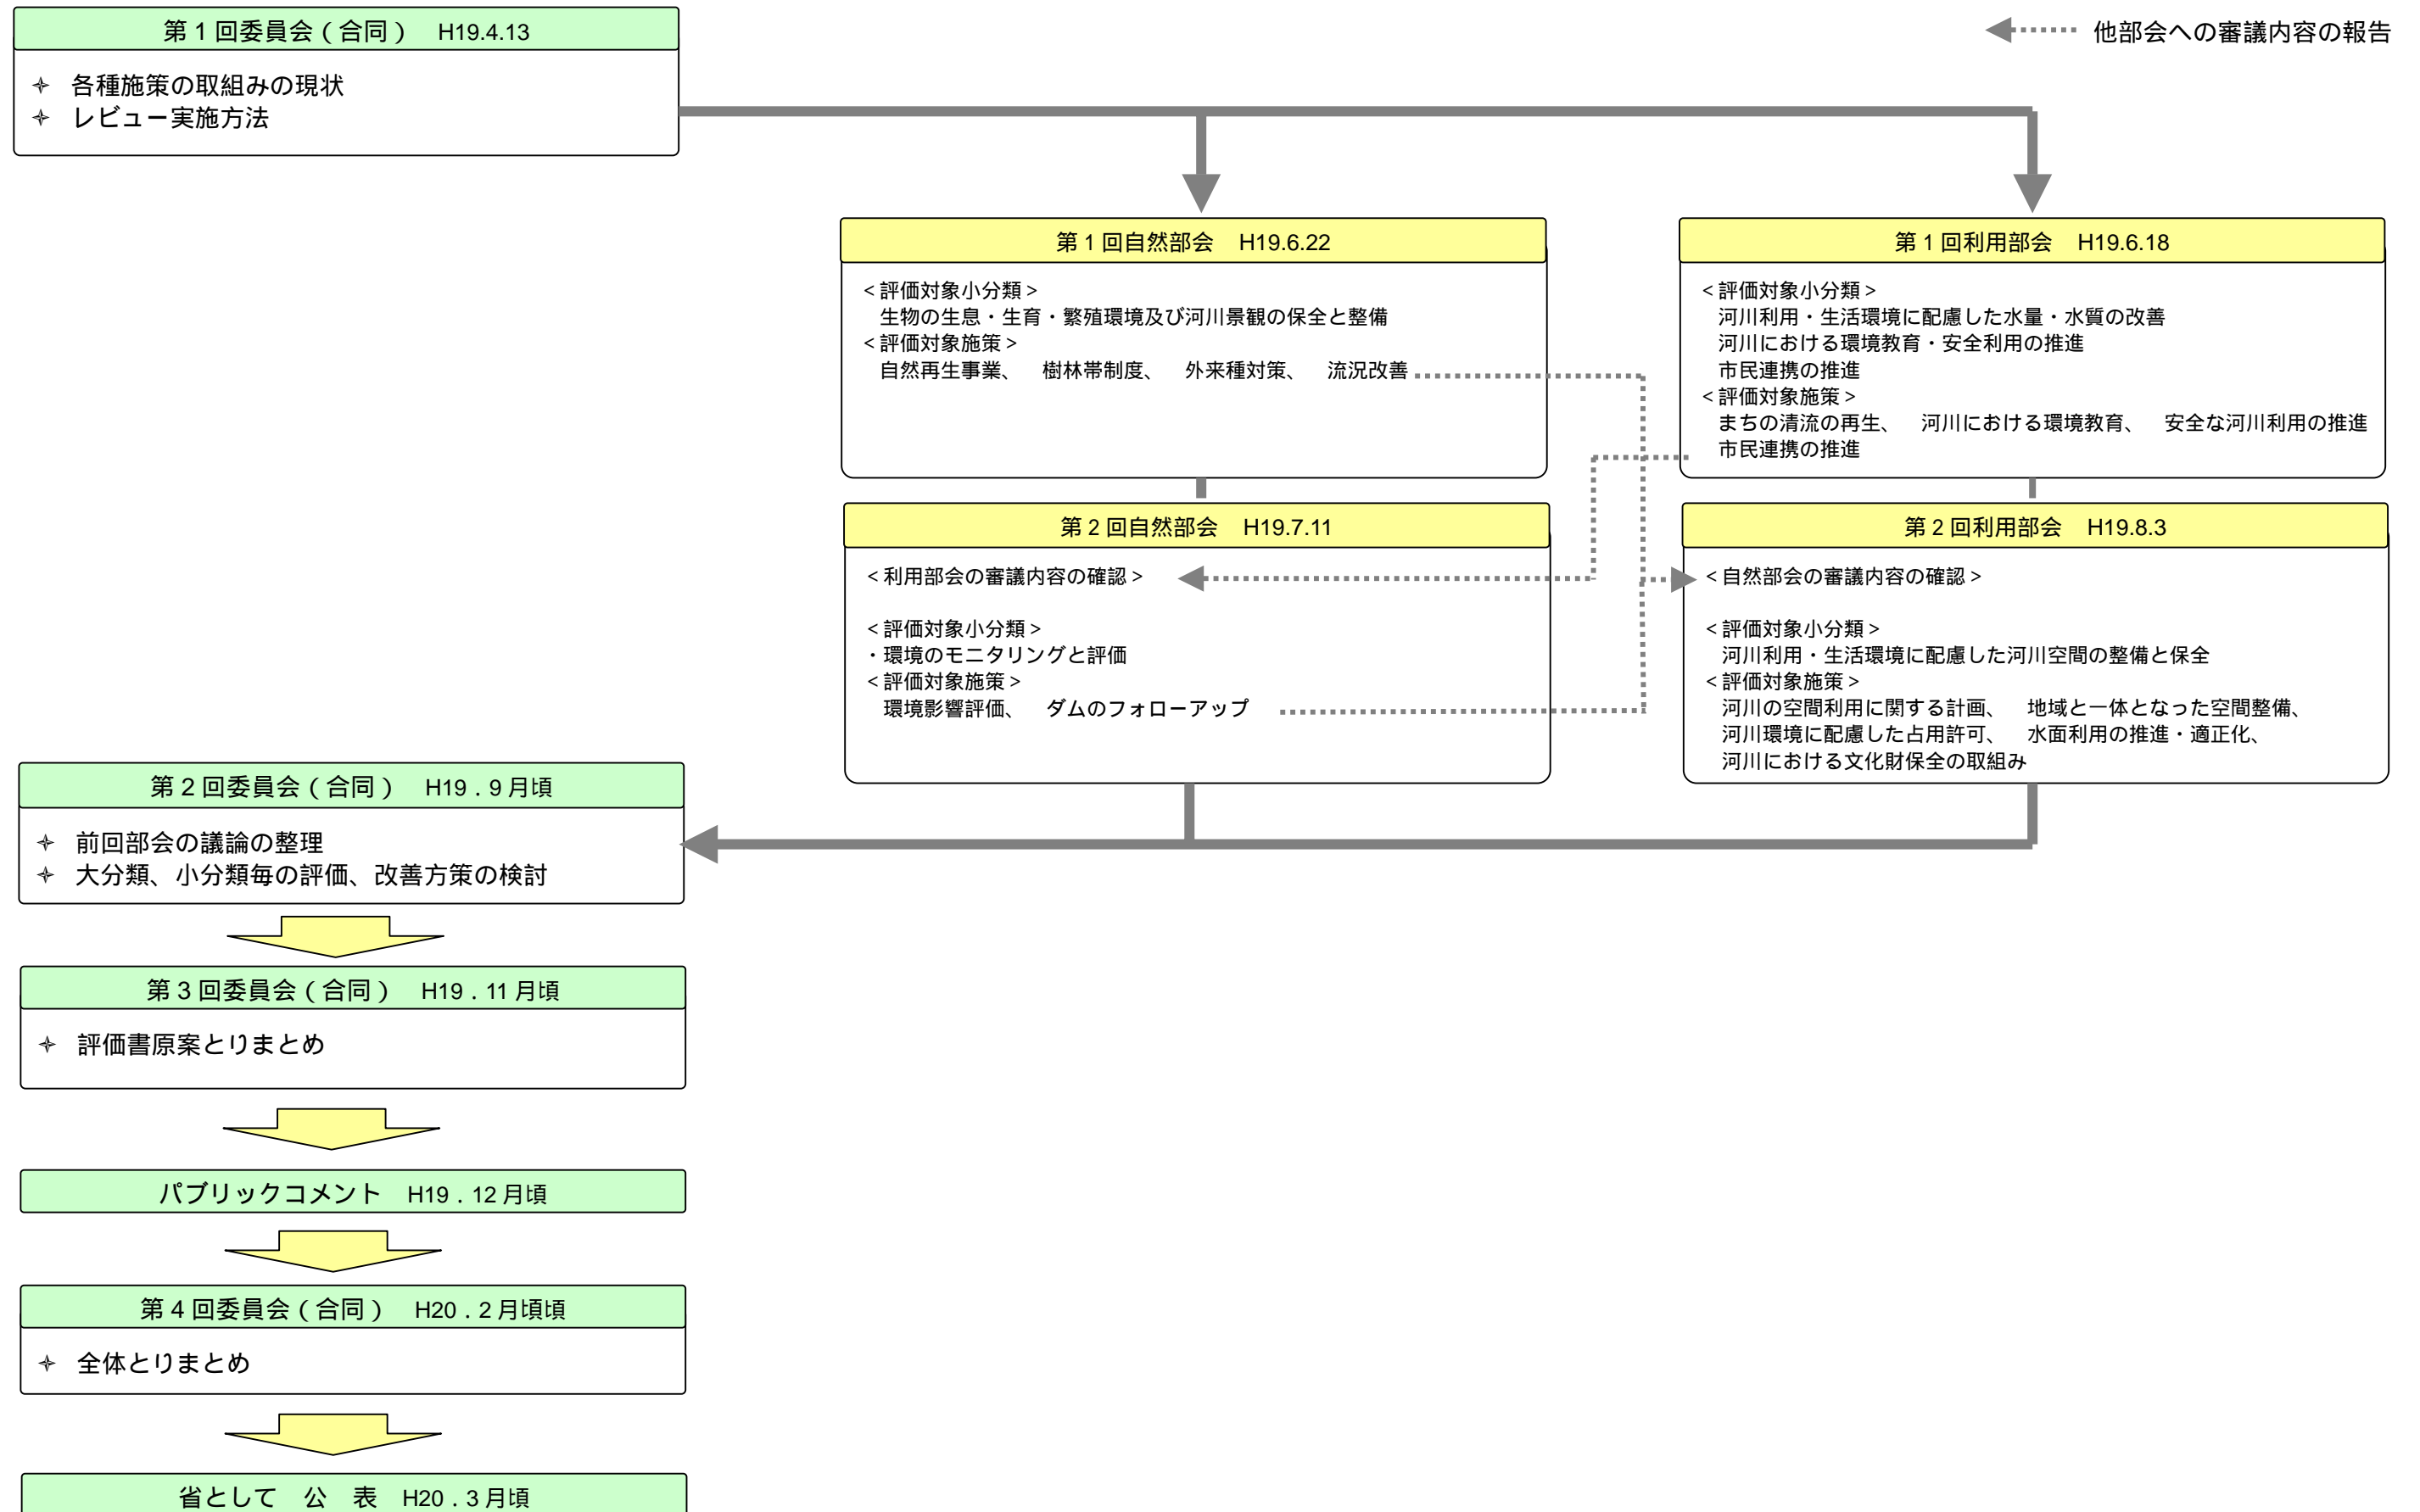 第１回委員会（合同）　H19.4.13
各種施策の取組みの現状
レビュー実施方法
他部会への審議内容の報告
第１回自然部会　H19.6.22
＜評価対象小分類＞
生物の生息・生育・繁殖環境及び河川景観の保全と整備
＜評価対象施策＞
自然再生事業、　樹林帯制度、　外来種対策、　流況改善
第１回利用部会　H19.6.18
＜評価対象小分類＞
河川利用・生活環境に配慮した水量・水質の改善
河川における環境教育・安全利用の推進
市民連携の推進
＜評価対象施策＞
まちの清流の再生、　河川における環境教育、　安全な河川利用の推進
市民連携の推進
第２回自然部会　H19.7.11
＜利用部会の審議内容の確認＞
＜評価対象小分類＞
・環境のモニタリングと評価
＜評価対象施策＞
環境影響評価、　ダムのフォローアップ
第２回利用部会　H19.8.3
＜自然部会の審議内容の確認＞
＜評価対象小分類＞
河川利用・生活環境に配慮した河川空間の整備と保全
＜評価対象施策＞
河川の空間利用に関する計画、　地域と一体となった空間整備、
河川環境に配慮した占用許可、　水面利用の推進・適正化、
河川における文化財保全の取組み
第２回委員会（合同）　H19．9月頃
前回部会の議論の整理
大分類、小分類毎の評価、改善方策の検討
第３回委員会（合同）　H19．11月頃
評価書原案とりまとめ
パブリックコメント　H19．12月頃
第４回委員会（合同）　H20．2月頃頃
全体とりまとめ
省として　公　表　H20．3月頃